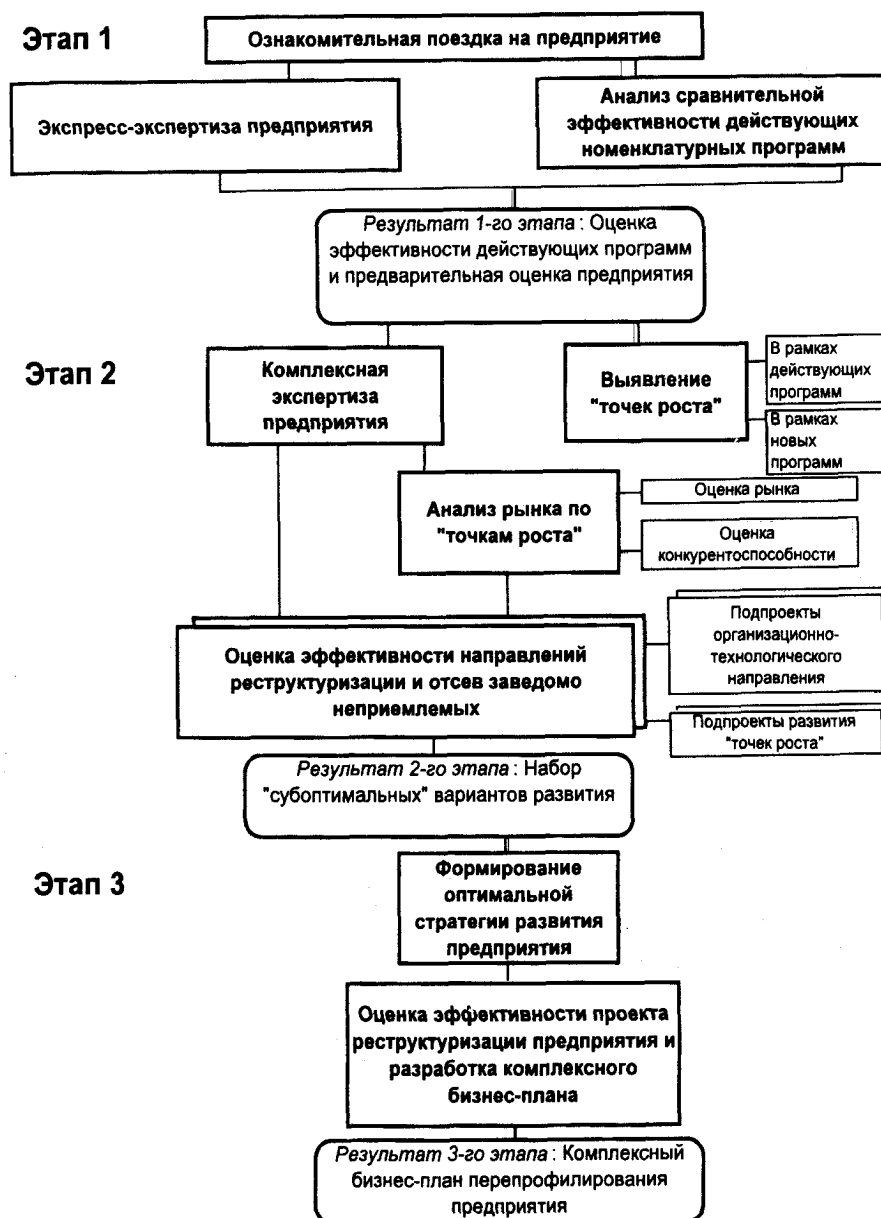 Этап 1
Ознакомительная поездка на предприятие
Экспресс-экспертиза предприятия
Анализ сравнительной
эффективности действующих
номенклатурных программ
Результат 1-го этапа : Оценка
эффективности действующих программ
и предварительная оценка предприятия
Этап 2
Комплексная
экспертиза
предприятия
Выявление
"точек роста"
В рамках
действующих
программ
В рамках
новых
программ
Анализ рынка по
"точкам роста"
Оценка рынка
Оценка
конкурентоспособности
Оценка эффективности направлений
реструктуризации и отсев заведомо
неприемлемых
Подпроекты
организационно-
технологического
направления
Подпроекты развития
"точек роста"
Результат 2-го этапа : Набор
"субоптимальных" вариантов развития
Этап 3
Формирование
оптимальной
стратегии развития
предприятия
Оценка эффективности проекта
реструктуризации предприятия и
разработка комплексного
бизнес-плана
Результат 3-го этапа : Комплексный
бизнес-план перепрофилирования
предприятия